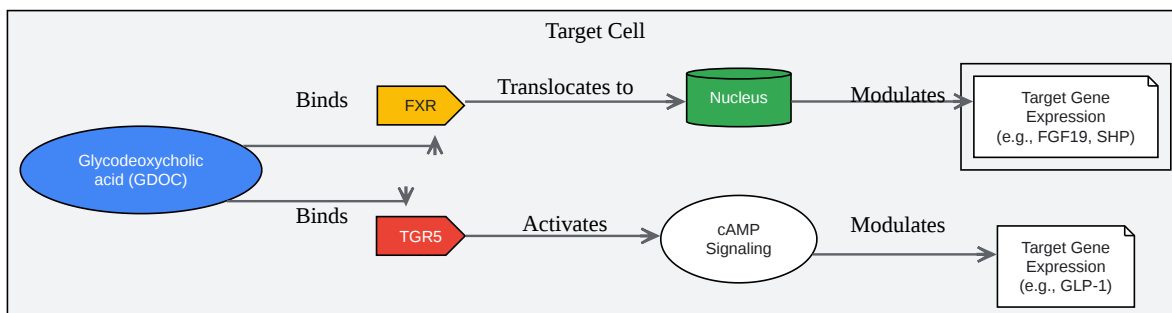 Target Cell
Binds
FXR
Translocates to
Nucleus
Modulates
Target Gene
Expression
(e.g., FGF19, SHP)
Glycodeoxycholic
acid (GDOC)
Binds
TGR5
Activates
cAMP
Signaling
Modulates
Target Gene
Expression
(e.g., GLP-1)